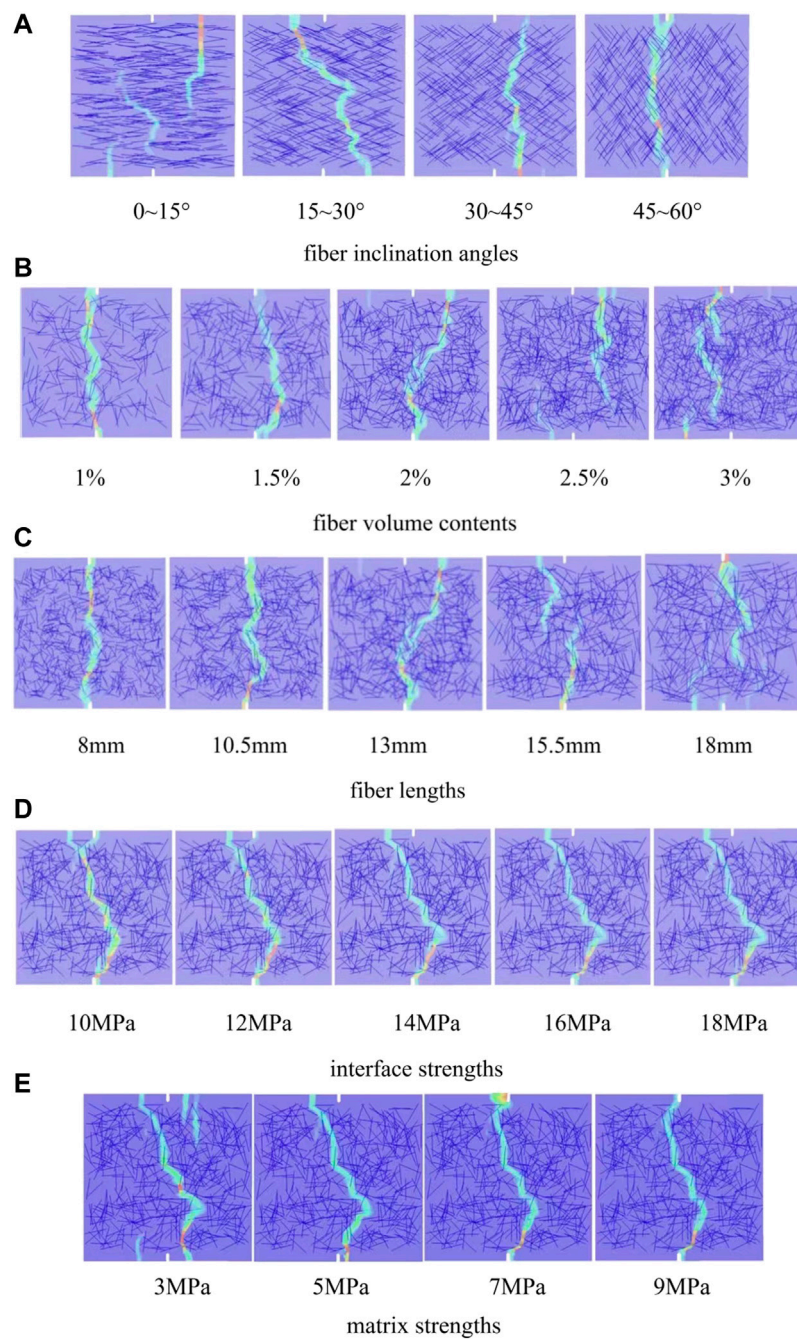 A
0~15° 15~30° 30~45° 45~60°
fiber inclination angles
B
1% 1.5% 2% 2.5% 3%
fiber volume contents
C
8mm 10.5mm 13mm 15.5mm 18mm
fiber lengths
D
10MPa 12MPa 14MPa 16MPa 18MPa
interface strengths
E
3MPa 5MPa 7MPa 9MPa
matrix strengths